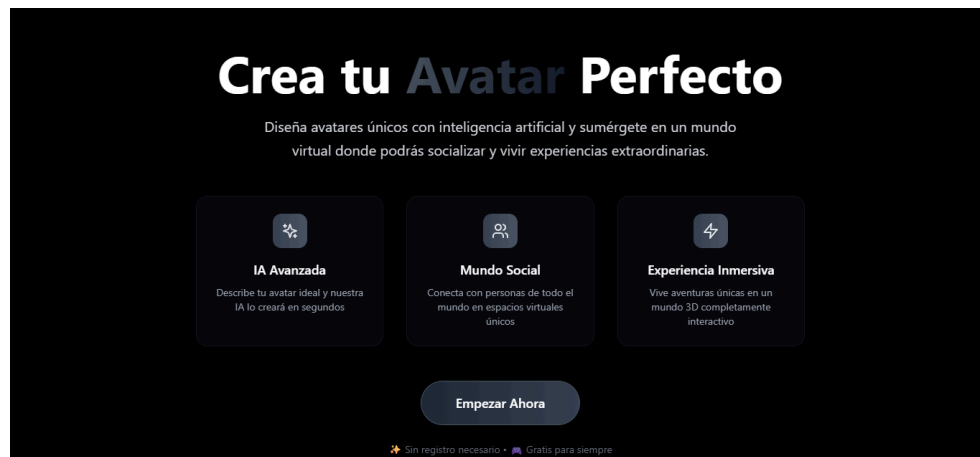 Crea tu Avatar Perfecto
Diseña avatares únicos con inteligencia artificial y sumérgete en un mundo
virtual donde podrás socializar y vivir experiencias extraordinarias.
IA Avanzada
Describe tu avatar ideal y nuestra
IA lo creará en segundos
Mundo Social
Conecta con personas de todo el
mundo en espacios virtuales
únicos
Experiencia Inmersiva
Vive aventuras únicas en un
mundo 3D completamente
interactivo
Empezar Ahora
✨ Sin registro necesario • 🎮 Gratis para siempre